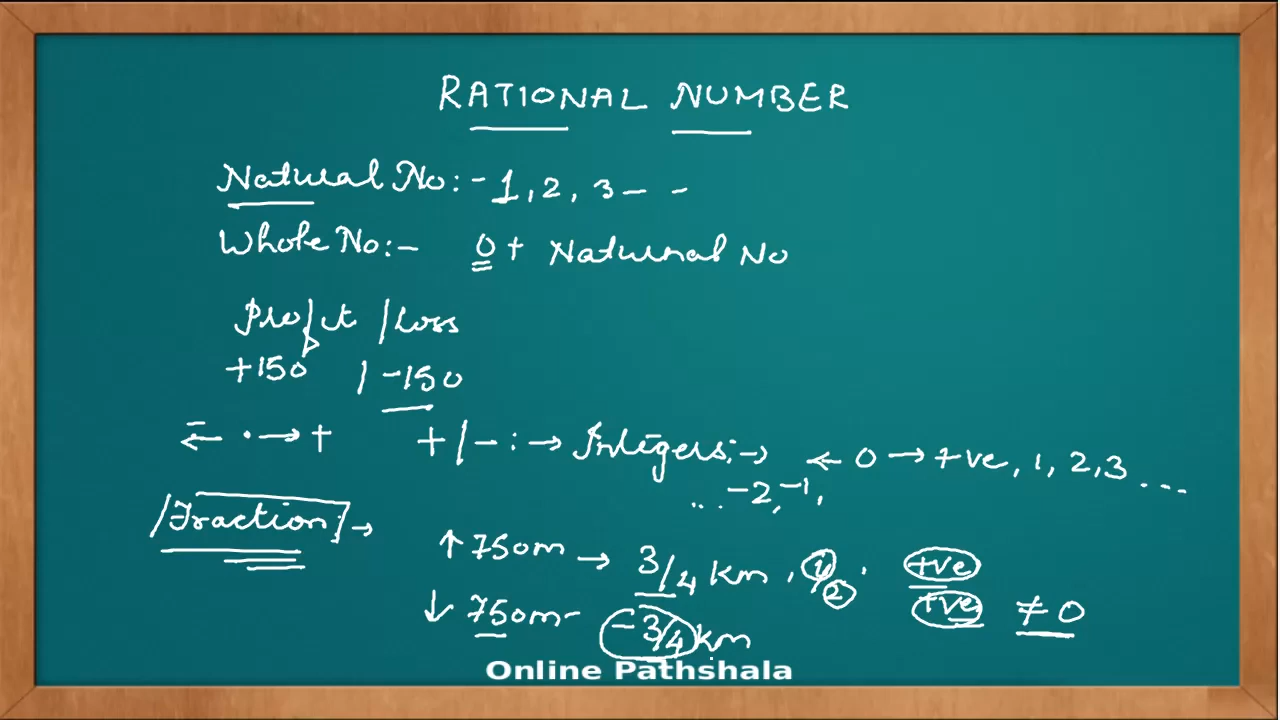 RATIONAL NUMBER
Natural No:- 1, 2, 3 - -
Whole No:- 0 + Natural No
Profit / Loss
+150 / -150
- ← . → + + / - : → Integers: → ← 0 → +ve, 1, 2, 3 ...
... -2, -1,
/Fraction: →
↑ 750m → 3/4 km, 1/2, +ve
↓ 750m - -3/4 km +ve ≠ 0
Online Pathshala